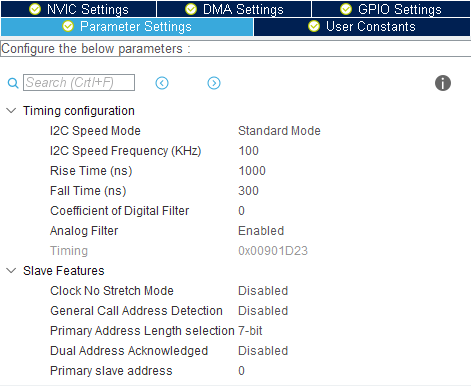 NVIC Settings DMA Settings GPIO Settings
Parameter Settings User Constants
Configure the below parameters :
Search (Crtl+F)
Timing configuration
I2C Speed Mode Standard Mode
I2C Speed Frequency (KHz) 100
Rise Time (ns) 1000
Fall Time (ns) 300
Coefficient of Digital Filter 0
Analog Filter Enabled
Timing 0x00901D23
Slave Features
Clock No Stretch Mode Disabled
General Call Address Detection Disabled
Primary Address Length selection 7-bit
Dual Address Acknowledged Disabled
Primary slave address 0